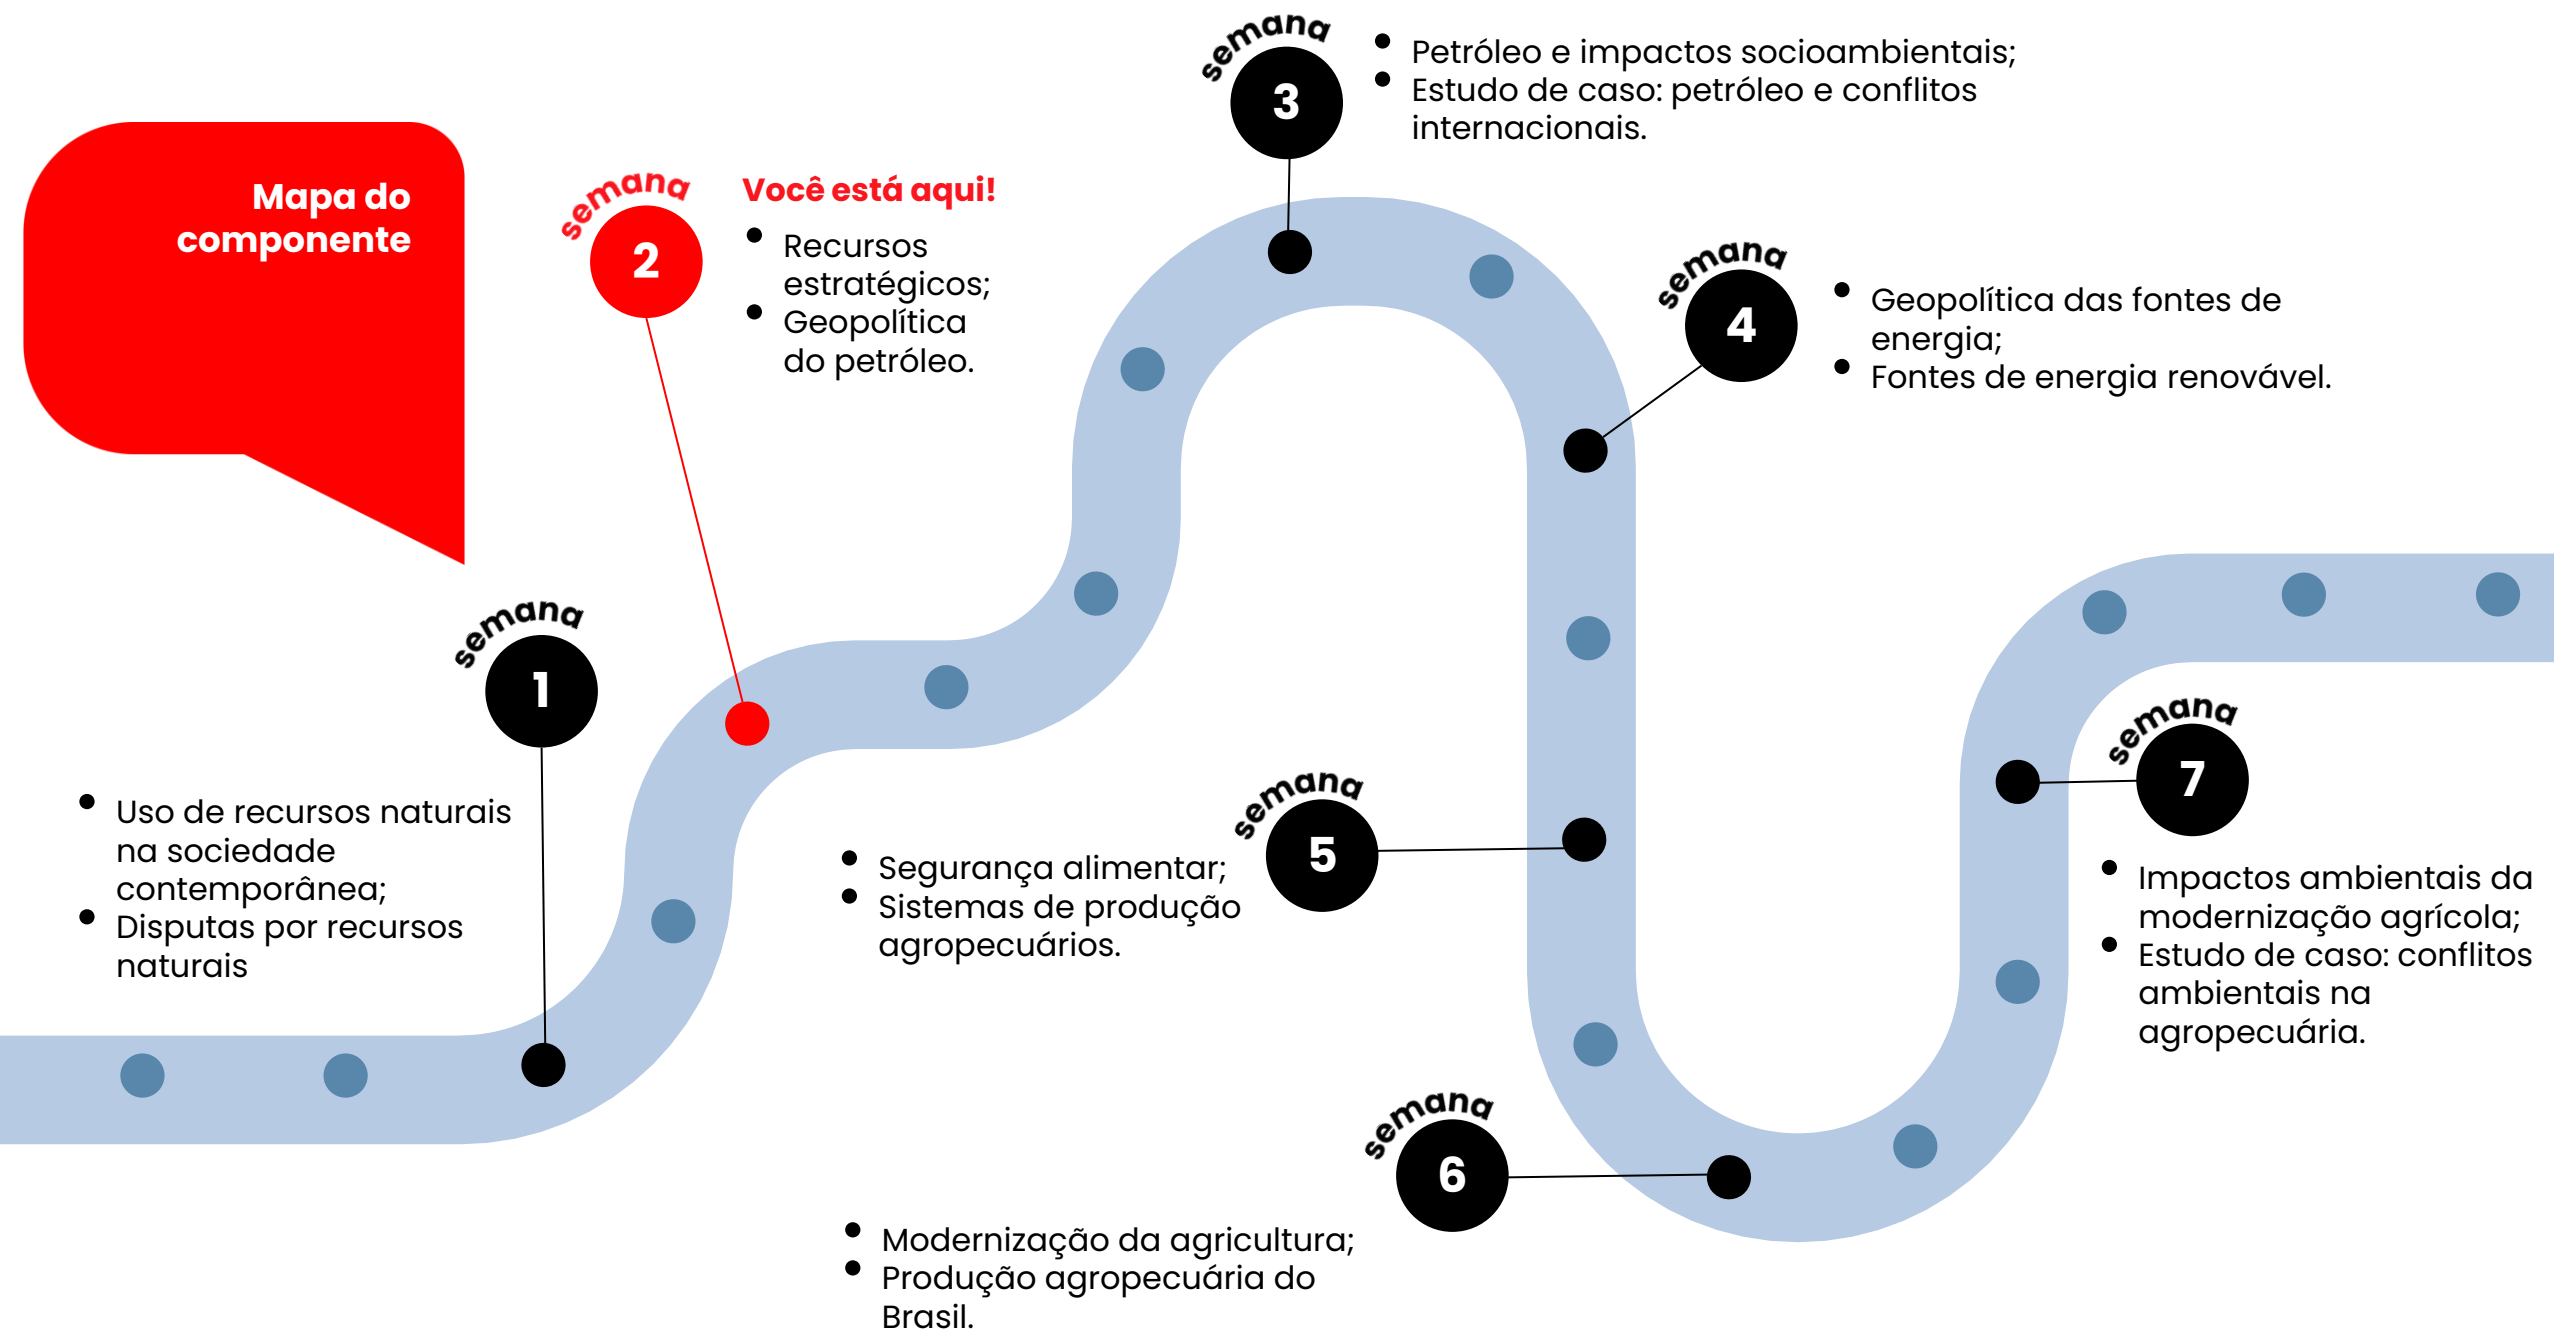 Mapa do
componente
semana
1
• Uso de recursos naturais
na sociedade
contemporânea;
• Disputas por recursos
naturais
semana
2
Você está aqui!
• Recursos
estratégicos;
• Geopolítica
do petróleo.
semana
3
• Petróleo e impactos socioambientais;
• Estudo de caso: petróleo e conflitos
internacionais.
semana
4
• Geopolítica das fontes de
energia;
• Fontes de energia renovável.
semana
5
• Segurança alimentar;
• Sistemas de produção
agropecuários.
semana
6
• Modernização da agricultura;
• Produção agropecuária do
Brasil.
semana
7
• Impactos ambientais da
modernização agrícola;
• Estudo de caso: conflitos
ambientais na
agropecuária.